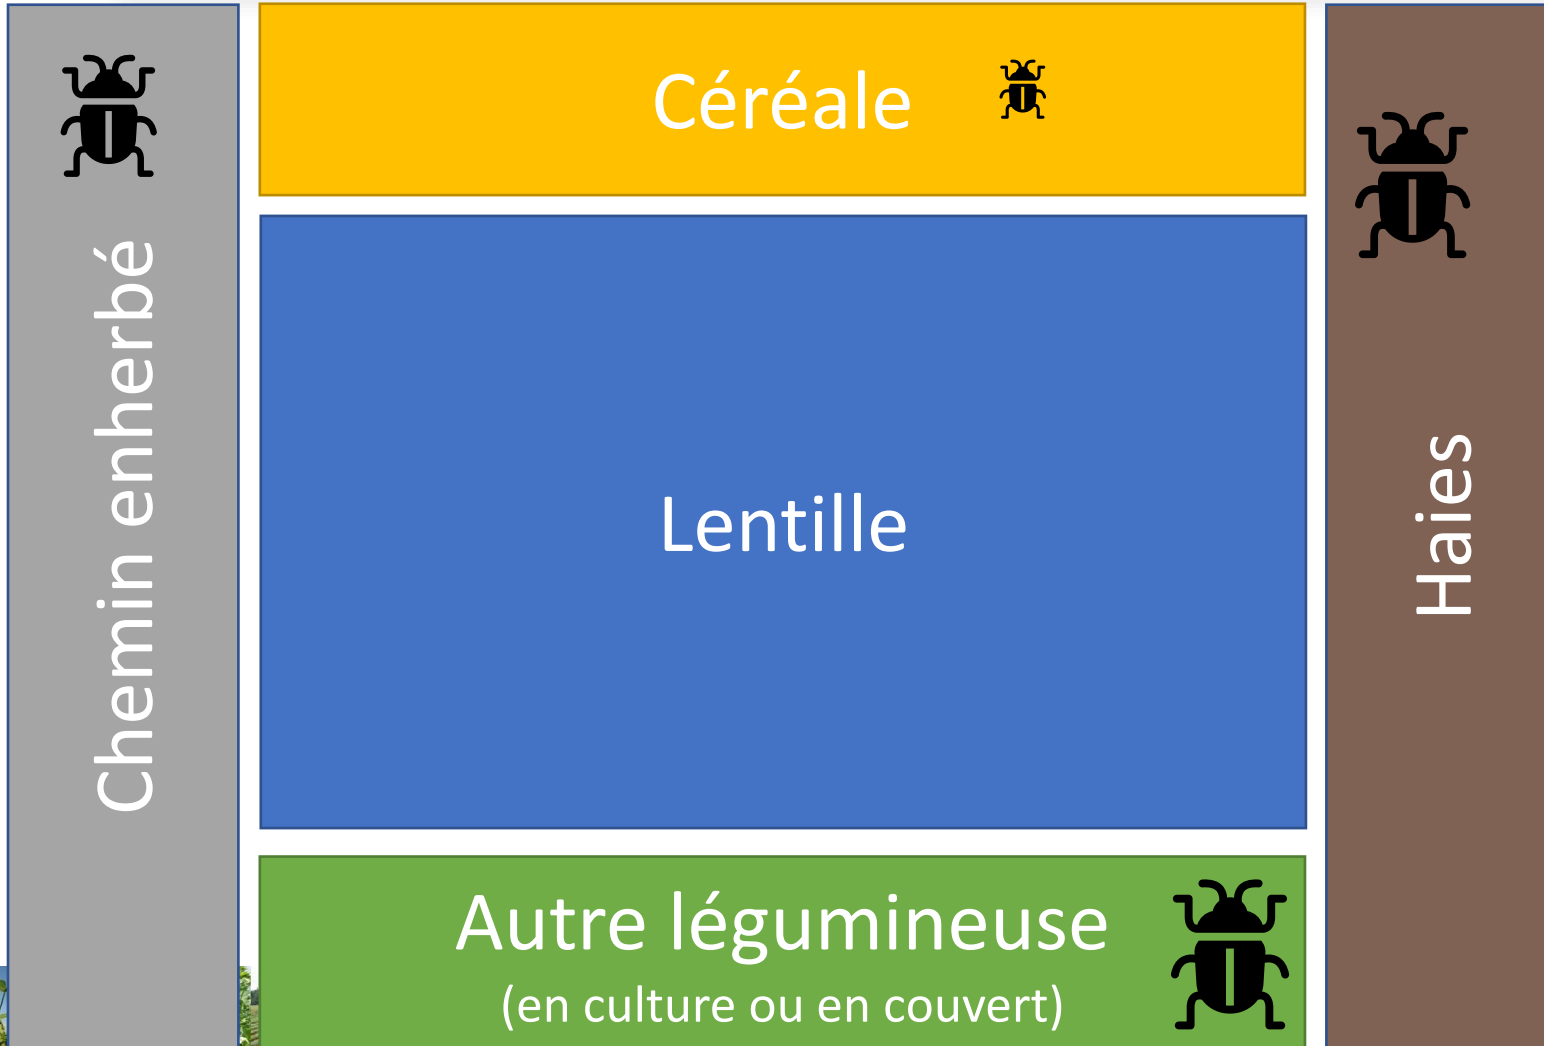 Chemin enherbé
Céréale
Lentille
Autre légumineuse
(en culture ou en couvert)
Haies